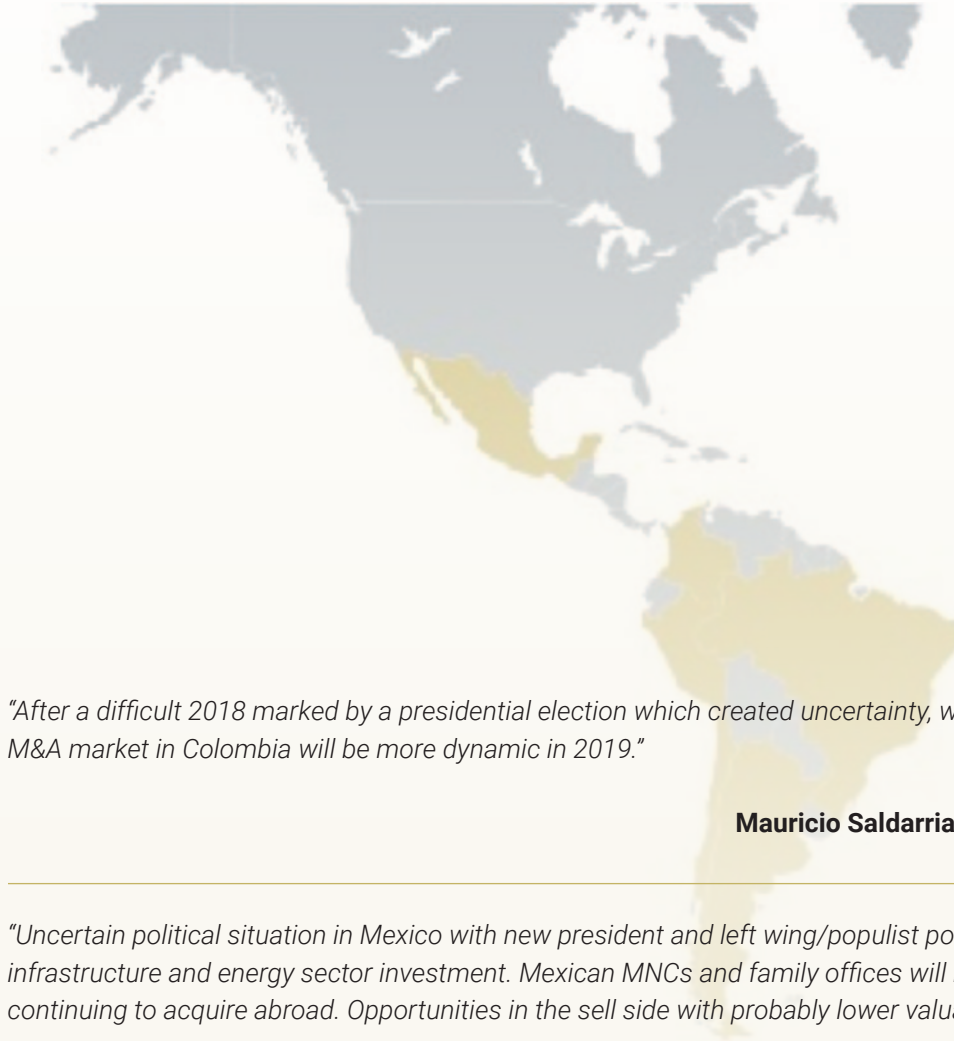 “After a difficult 2018 marked by a presidential election which created uncertainty,
M&A market in Colombia will be more dynamic in 2019.”
Mauricio
“Uncertain political situation in Mexico with new president and left wing/populist
infrastructure and energy sector investment. Mexican MNCs and family offices will
continuing to acquire abroad. Opportunities in the sell side with probably lower